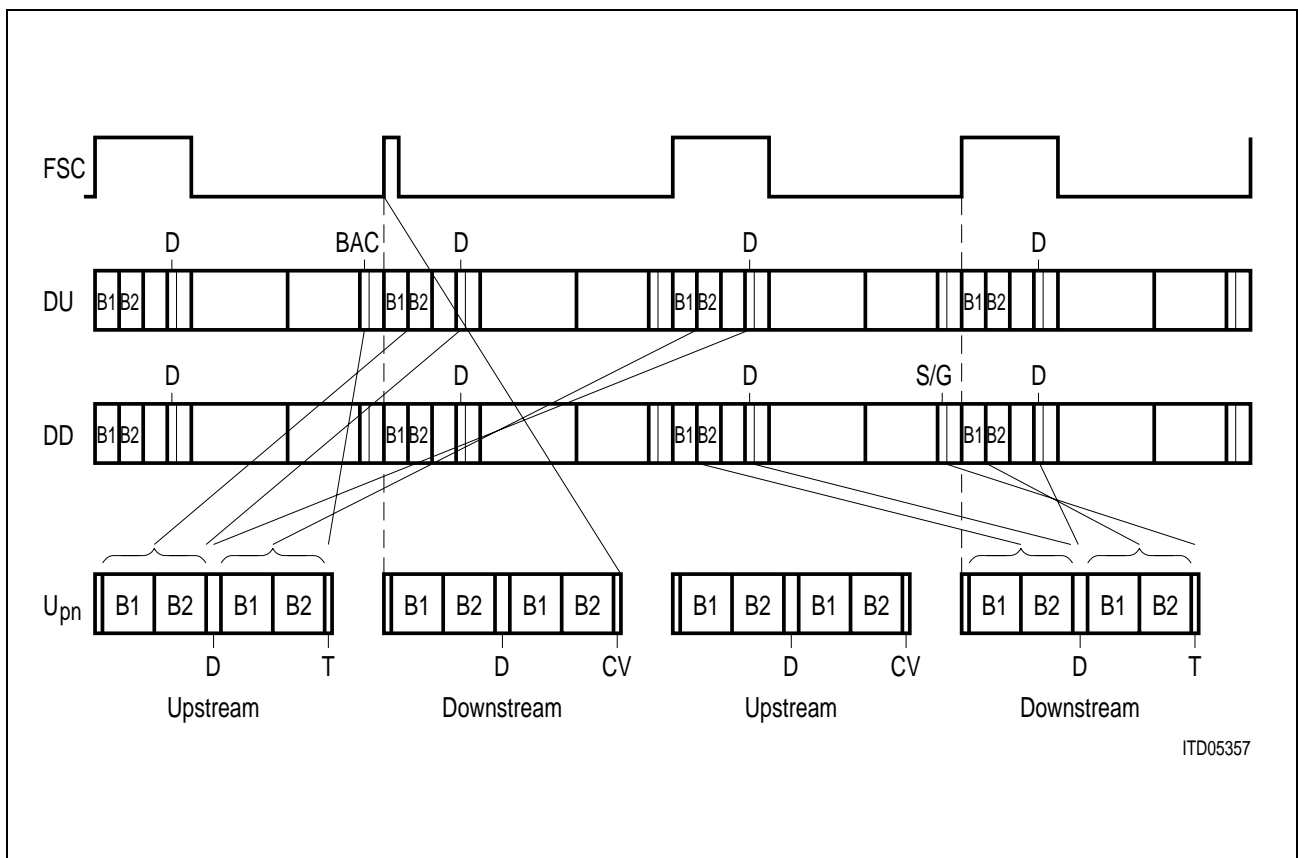 FSC
D BAC D D D
DU B1 B2 B1 B2 B1 B2 B1 B2
D D D S/G D
DD B1 B2 B1 B2 B1 B2 B1 B2
Upn B1 B2 B1 B2 B1 B2 B1 B2 B1 B2 B1 B2 B1 B2 B1 B2
D T D CV D CV D T
Upstream Downstream Upstream Downstream
ITD05357